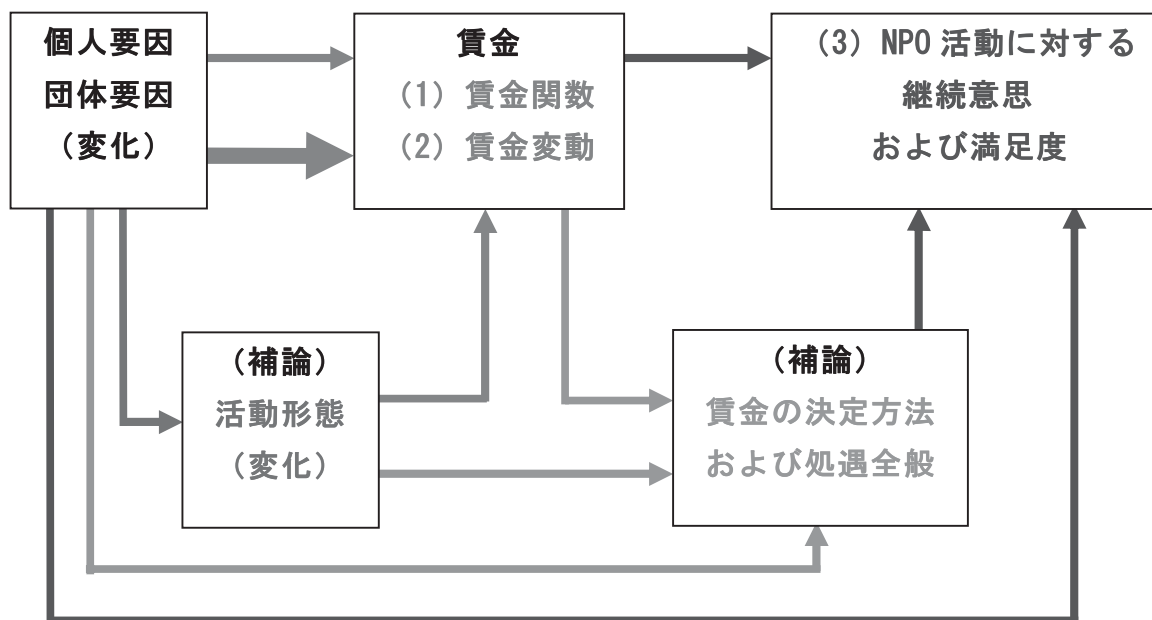 個人要因
団体要因
（変化）
賃金
（1）賃金関数
（2）賃金変動
（3）NPO 活動に対する
継続意思
および満足度
（補論）
活動形態
（変化）
（補論）
賃金の決定方法
および処遇全般